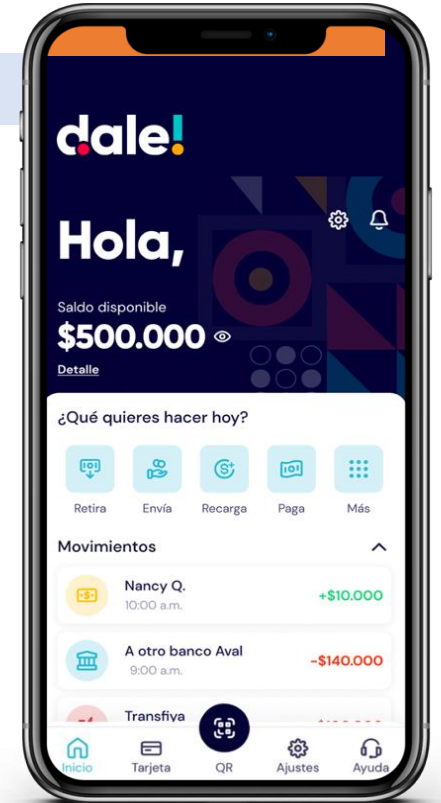 dale!
Hola,
Saldo disponible
$500.000
Detalle
¿Qué quieres hacer hoy?
Retira Envía Recarga Paga Más
Movimientos
Nancy Q.
10:00 a.m.
+$10.000
A otro banco Aval
9:00 a.m.
-$140.000
Transfiya
Inicio Tarjeta QR Ajustes Ayuda